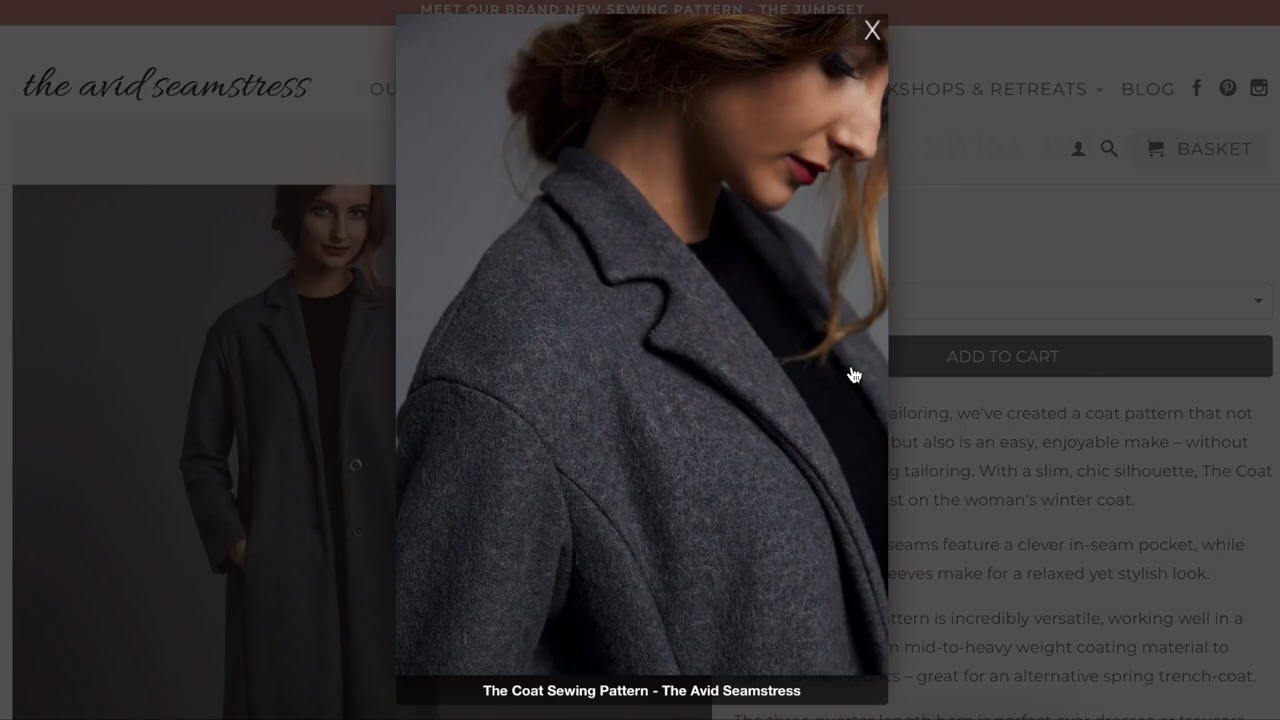 MEET OUR BRAND NEW SEWING PATTERN - THE JUMPSET
X
the avid seamstress
KSHOPS & RETREATS
BLOG
BASKET
ADD TO CART
ailoring, we've created a coat pattern that not
but also is an easy, enjoyable make – without
g tailoring. With a slim, chic silhouette, The Coat
st on the woman's winter coat.
seams feature a clever in-seam pocket, while
eeves make for a relaxed yet stylish look.
ttern is incredibly versatile, working well in a
m mid-to-heavy weight coating material to
cs – great for an alternative spring trench-coat.
The Coat Sewing Pattern - The Avid Seamstress